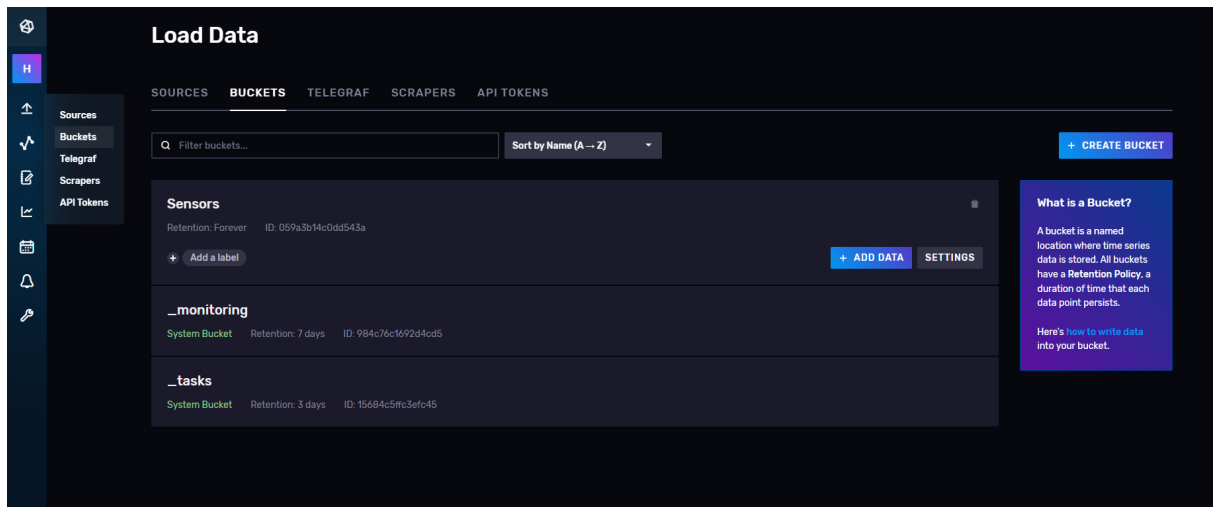 Load Data
H
Sources
Buckets
Telegraf
Scrapers
API Tokens
SOURCES BUCKETS TELEGRAF SCRAPERS API TOKENS
Filter buckets...
Sort by Name (A → Z)
+ CREATE BUCKET
Sensors
Retention: Forever ID: 059a3b14c0dd543a
+ Add a label
+ ADD DATA SETTINGS
_monitoring
System Bucket Retention: 7 days ID: 984c76c1692d4cd5
_tasks
System Bucket Retention: 3 days ID: 15684c5ffc3efc45
What is a Bucket?
A bucket is a named
location where time series
data is stored. All buckets
have a Retention Policy, a
duration of time that each
data point persists.
Here's how to write data
into your bucket.